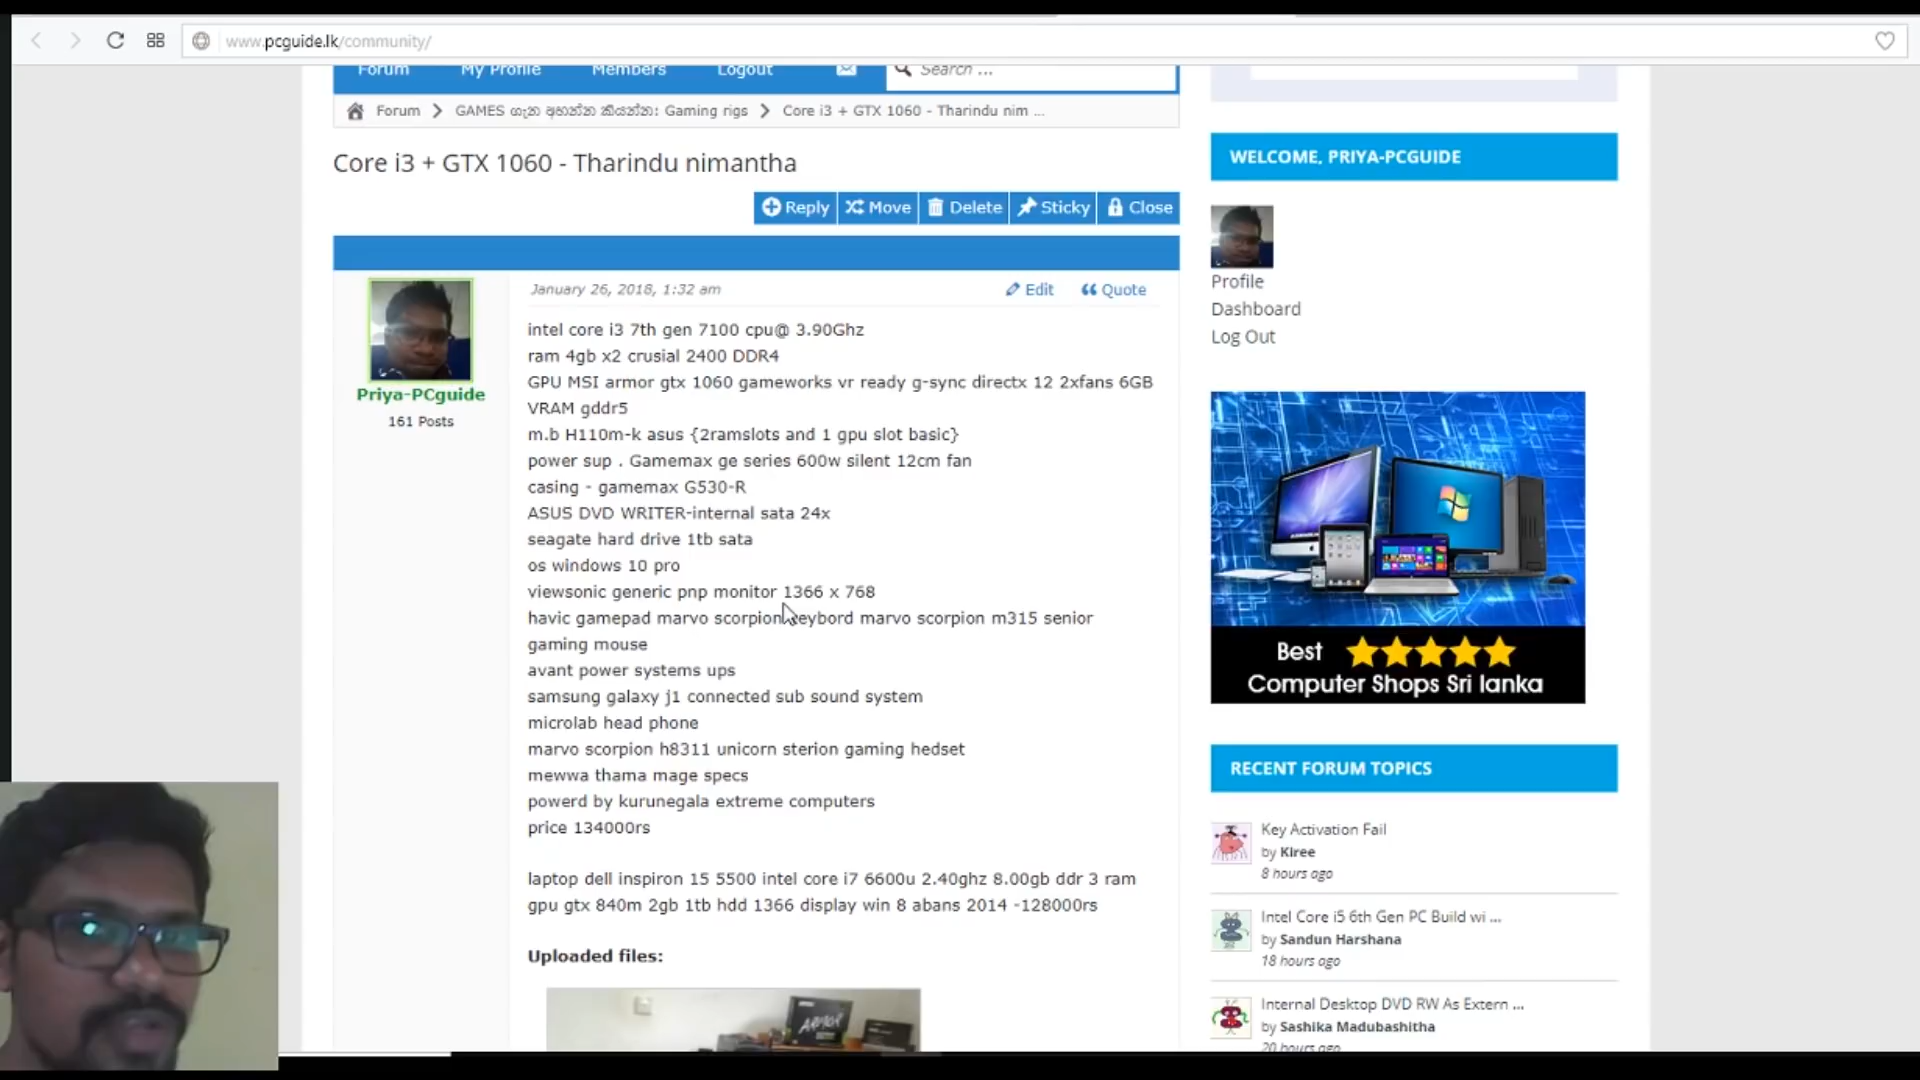 www.pcguide.lk/community/
Forum My Profile Members Logout Search ...
Forum GAMES ගැන අහන්න කියන්න: Gaming rigs Core i3 + GTX 1060 - Tharindu nim ...
Core i3 + GTX 1060 - Tharindu nimantha
Reply Move Delete Sticky Close
January 26, 2018, 1:32 am Edit Quote
Priya-PCguide
161 Posts
intel core i3 7th gen 7100 cpu@ 3.90Ghz
ram 4gb x2 crusial 2400 DDR4
GPU MSI armor gtx 1060 gameworks vr ready g-sync directx 12 2xfans 6GB
VRAM gddr5
m.b H110m-k asus {2ramslots and 1 gpu slot basic}
power sup . Gamemax ge series 600w silent 12cm fan
casing - gamemax G530-R
ASUS DVD WRITER-internal sata 24x
seagate hard drive 1tb sata
os windows 10 pro
viewsonic generic pnp monitor 1366 x 768
havic gamepad marvo scorpion keybord marvo scorpion m315 senior
gaming mouse
avant power systems ups
samsung galaxy j1 connected sub sound system
microlab head phone
marvo scorpion h8311 unicorn sterion gaming hedset
mewwa thama mage specs
powerd by kurunegala extreme computers
price 134000rs
laptop dell inspiron 15 5500 intel core i7 6600u 2.40ghz 8.00gb ddr 3 ram
gpu gtx 840m 2gb 1tb hdd 1366 display win 8 abans 2014 -128000rs
Uploaded files:
ARMOR
WELCOME, PRIYA-PCGUIDE
Profile
Dashboard
Log Out
Best
Computer Shops Sri lanka
RECENT FORUM TOPICS
Key Activation Fail
by Kiree
8 hours ago
Intel Core i5 6th Gen PC Build wi ...
by Sandun Harshana
18 hours ago
Internal Desktop DVD RW As Extern ...
by Sashika Madubashitha
20 hours ago